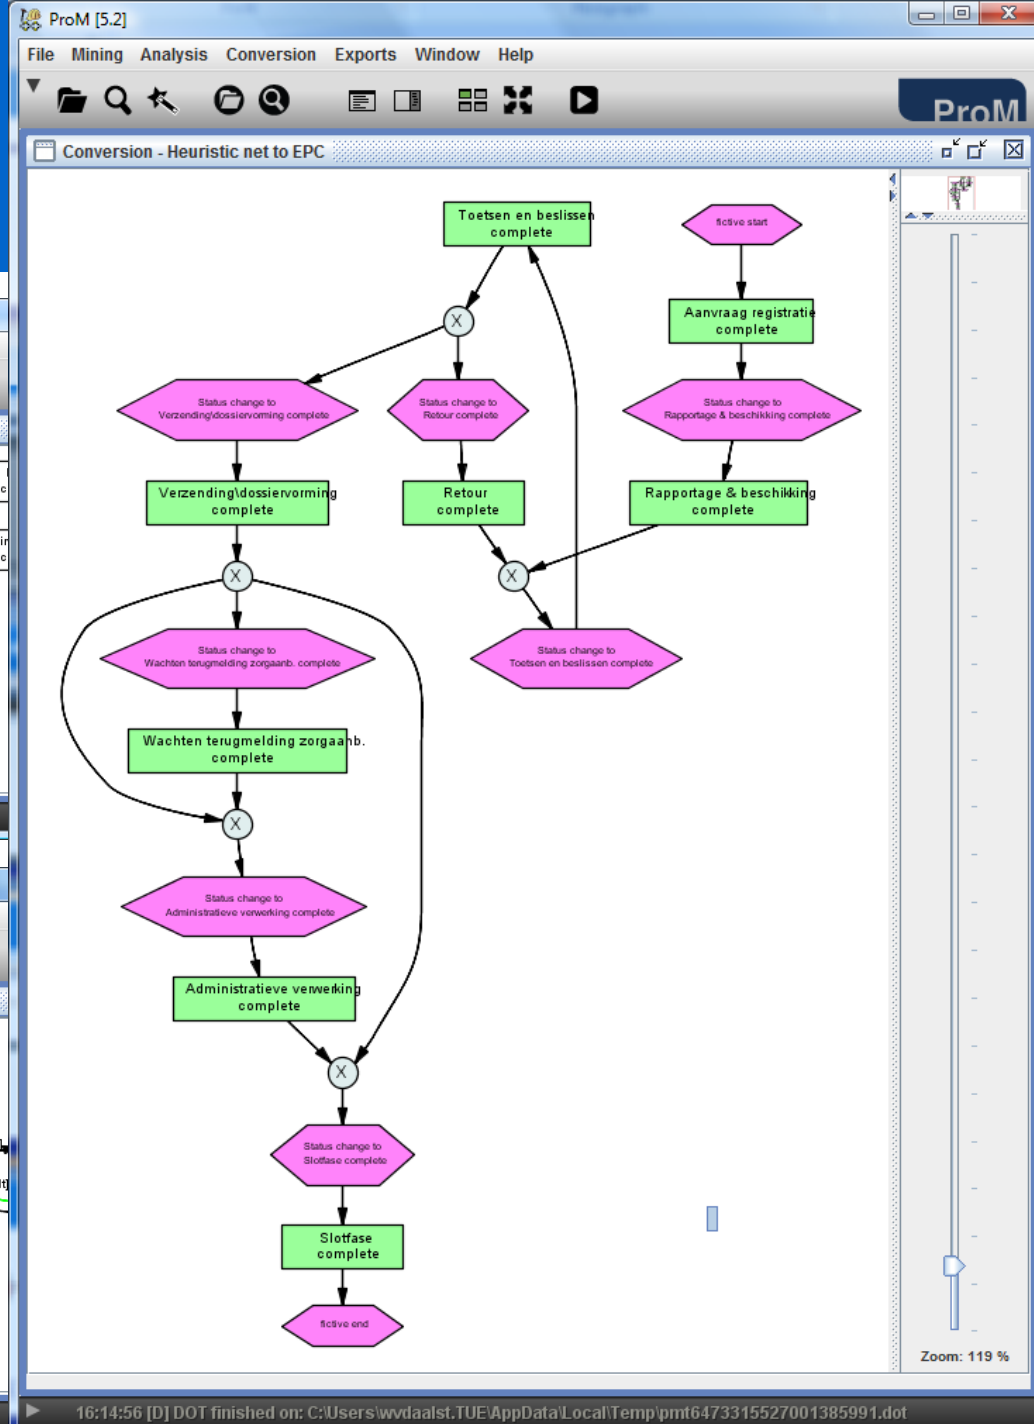 ProM [5.2]
File Mining Analysis Conversion Exports Window Help
ProM
Conversion - Heuristic net to EPC
Toetsen en beslissen
complete
fictive start
X
Aanvraag registratie
complete
Status change to
Verzending\dossiervorming complete
Status change to
Retour complete
Status change to
Rapportage & beschikking complete
Verzending\dossiervorming
complete
Retour
complete
Rapportage & beschikking
complete
X
X
Status change to
Wachten terugmelding zorgaanb. complete
Status change to
Toetsen en beslissen complete
Wachten terugmelding zorgaanb.
complete
X
Status change to
Administratieve verwerking complete
Administratieve verwerking
complete
X
Status change to
Slotfase complete
Slotfase
complete
fictive end
Zoom: 119 %
16:14:56 [D] DOT finished on: C:\Users\wvdaalst.TUE\AppData\Local\Temp\pmt6473315527001385991.dot